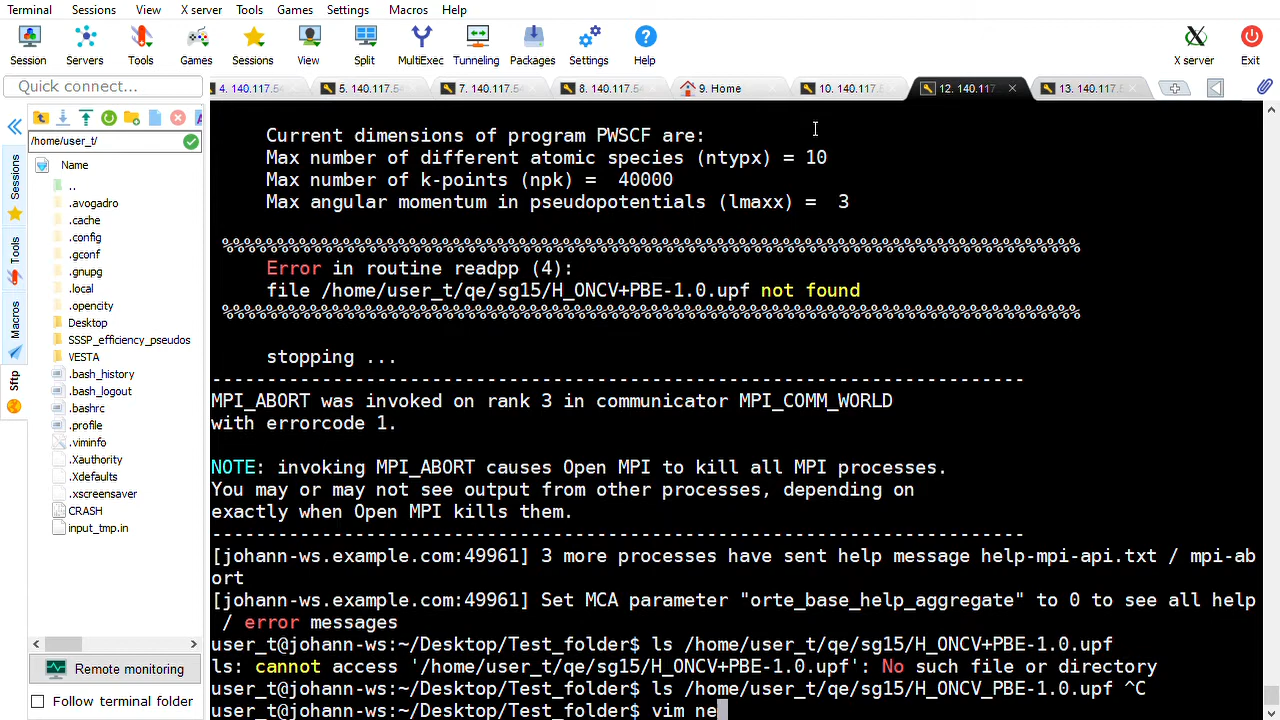 Terminal Sessions View X server Tools Games Settings Macros Help
Session Servers Tools Games Sessions View Split MultiExec Tunneling Packages Settings Help X server Exit
Quick connect... 4. 140.117.54 5. 140.117.54 7. 140.117.54 8. 140.117.54 9. Home 10. 140.117.5 12. 140.117 13. 140.117.5
/home/user_t/
Sessions
Tools
Macros
Sftp
Name
..
.avogadro
.cache
.config
.gconf
.gnupg
.local
.opencity
Desktop
SSSP_efficiency_pseudos
VESTA
.bash_history
.bash_logout
.bashrc
.profile
.viminfo
.Xauthority
.Xdefaults
.xscreensaver
CRASH
input_tmp.in
Remote monitoring
Follow terminal folder
Current dimensions of program PWSCF are:
Max number of different atomic species (ntypx) = 10
Max number of k-points (npk) =  40000
Max angular momentum in pseudopotentials (lmaxx) =  3
%%%%%%%%%%%%%%%%%%%%%%%%%%%%%%%%%%%%%%%%%%%%%%%%%%%%%%%%%%%%%%%%%%%%%%%%%%%%%%%%
Error in routine readpp (4):
file /home/user_t/qe/sg15/H_ONCV+PBE-1.0.upf not found
%%%%%%%%%%%%%%%%%%%%%%%%%%%%%%%%%%%%%%%%%%%%%%%%%%%%%%%%%%%%%%%%%%%%%%%%%%%%%%%%
stopping ...
--------------------------------------------------------------------------
MPI_ABORT was invoked on rank 3 in communicator MPI_COMM_WORLD
with errorcode 1.
NOTE: invoking MPI_ABORT causes Open MPI to kill all MPI processes.
You may or may not see output from other processes, depending on
exactly when Open MPI kills them.
--------------------------------------------------------------------------
[johann-ws.example.com:49961] 3 more processes have sent help message help-mpi-api.txt / mpi-ab
ort
[johann-ws.example.com:49961] Set MCA parameter "orte_base_help_aggregate" to 0 to see all help
/ error messages
user_t@johann-ws:~/Desktop/Test_folder$ ls /home/user_t/qe/sg15/H_ONCV+PBE-1.0.upf
ls: cannot access '/home/user_t/qe/sg15/H_ONCV+PBE-1.0.upf': No such file or directory
user_t@johann-ws:~/Desktop/Test_folder$ ls /home/user_t/qe/sg15/H_ONCV_PBE-1.0.upf ^C
user_t@johann-ws:~/Desktop/Test_folder$ vim ne